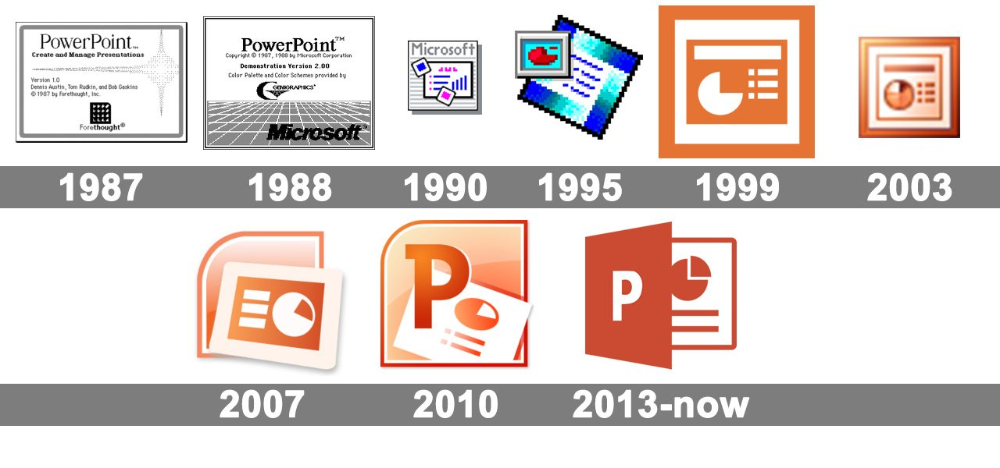 PowerPoint™
Create and Manage Presentations
Version 1.0
Dennis Austin, Tom Rudkin, and Bob Gaskins
© 1987 by Forethought, Inc.
Forethought®
PowerPoint™
Copyright © 1987, 1988 by Microsoft Corporation
Demonstration Version 2.00
Color Palette and Color Schemes provided by
GENIGRAPHICS®
Microsoft®
Microsoft
1987 1988 1990 1995 1999 2003
P
P
2007 2010 2013-now